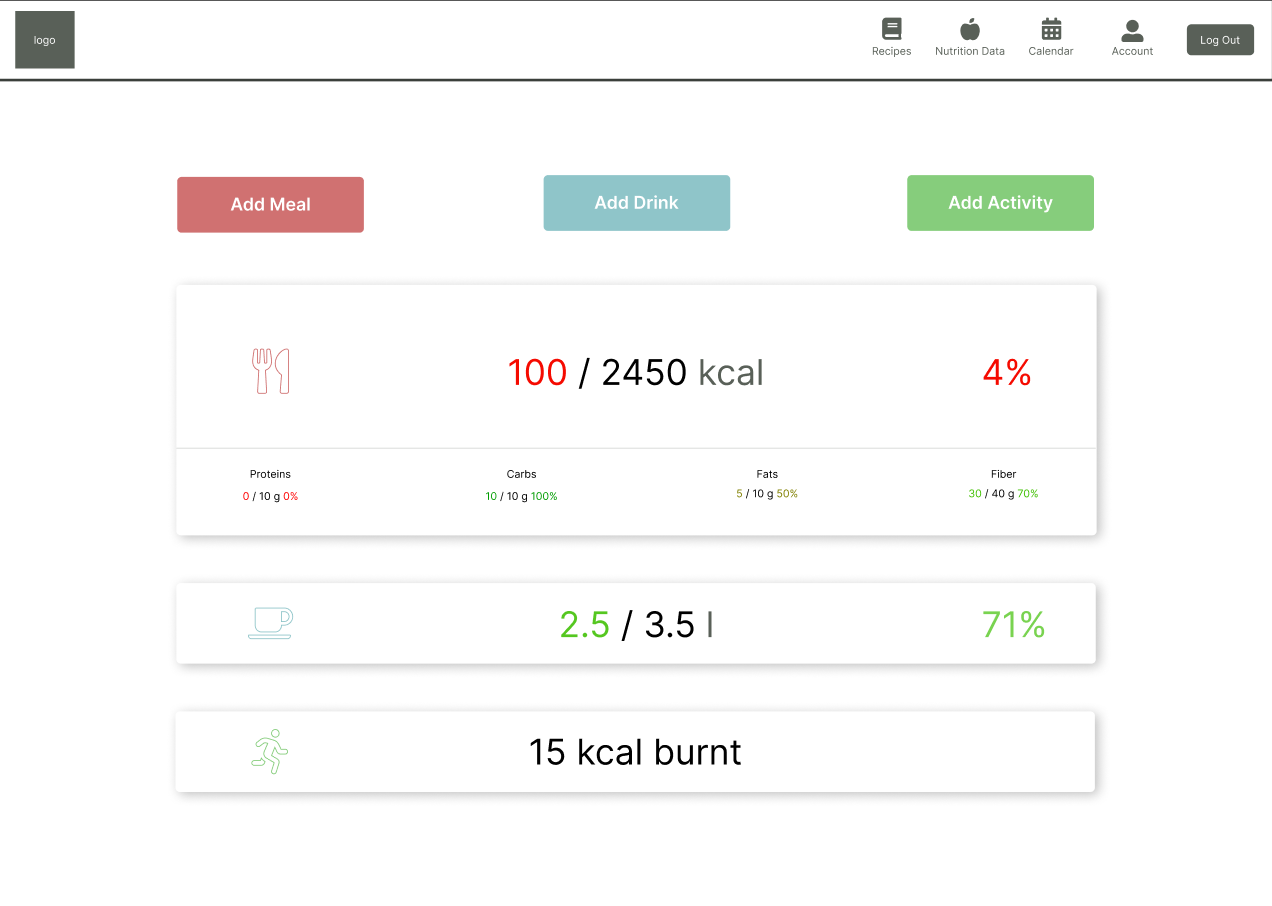 logo
Recipes
Nutrition Data
Calendar
Account
Log Out
Add Meal
Add Drink
Add Activity
100 / 2450 kcal
4%
Proteins
0 / 10 g 0%
Carbs
10 / 10 g 100%
Fats
5 / 10 g 50%
Fiber
30 / 40 g 70%
2.5 / 3.5 l
71%
15 kcal burnt